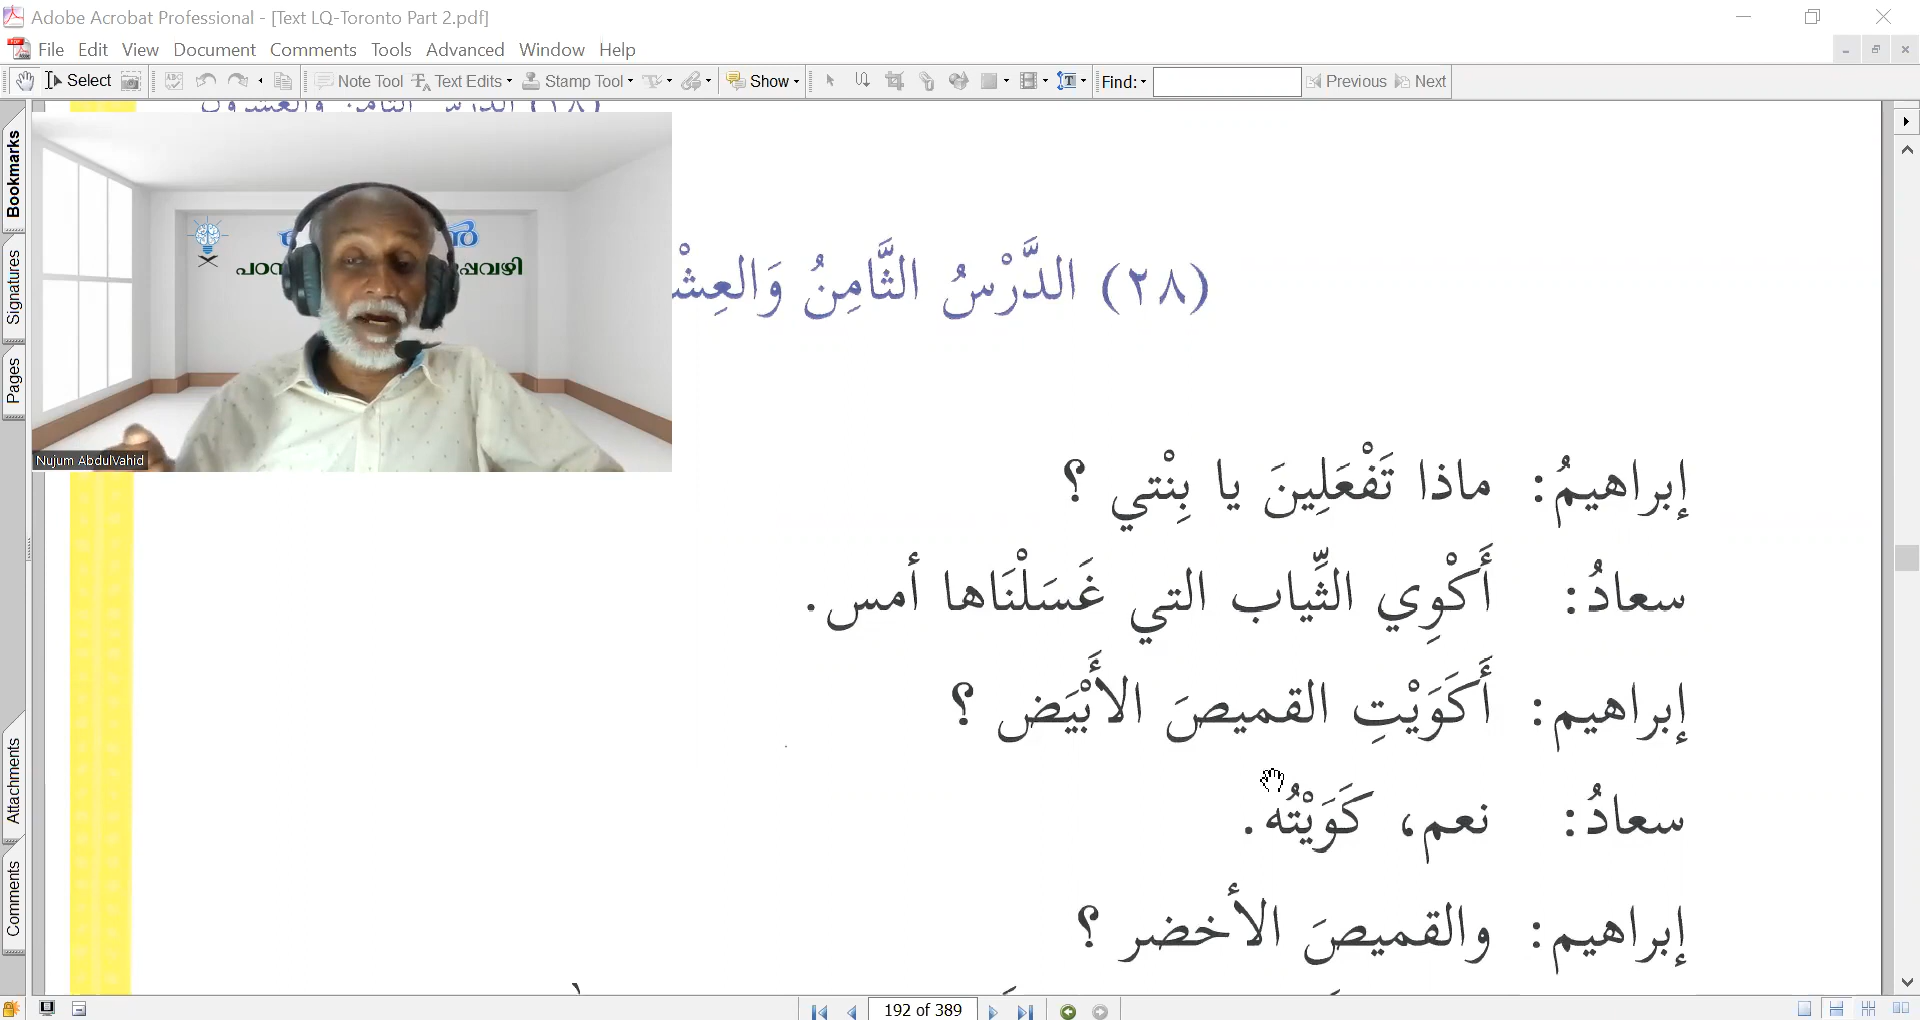 Adobe Acrobat Professional - [Text LQ-Toronto Part 2.pdf]
File Edit View Document Comments Tools Advanced Window Help
Select Note Tool Text Edits Stamp Tool Show Find: Previous Next
(٢٨) الدَّرْسُ الثَّامِنُ وَالعِشْ
إبراهيمُ: ماذا تَفْعَلِينَ يا بِنْتي ؟
سعادُ: أَكْوِي الثِّياب التي غَسَلْنَاها أمس.
إبراهيم: أَكَوَيْتِ القميصَ الأَبْيَض ؟
سعادُ: نعم، كَوَيْتُه.
إبراهيم: والقميصَ الأخضر ؟
Nujum AbdulVahid
Bookmarks
Signatures
Pages
Attachments
Comments
192 of 389